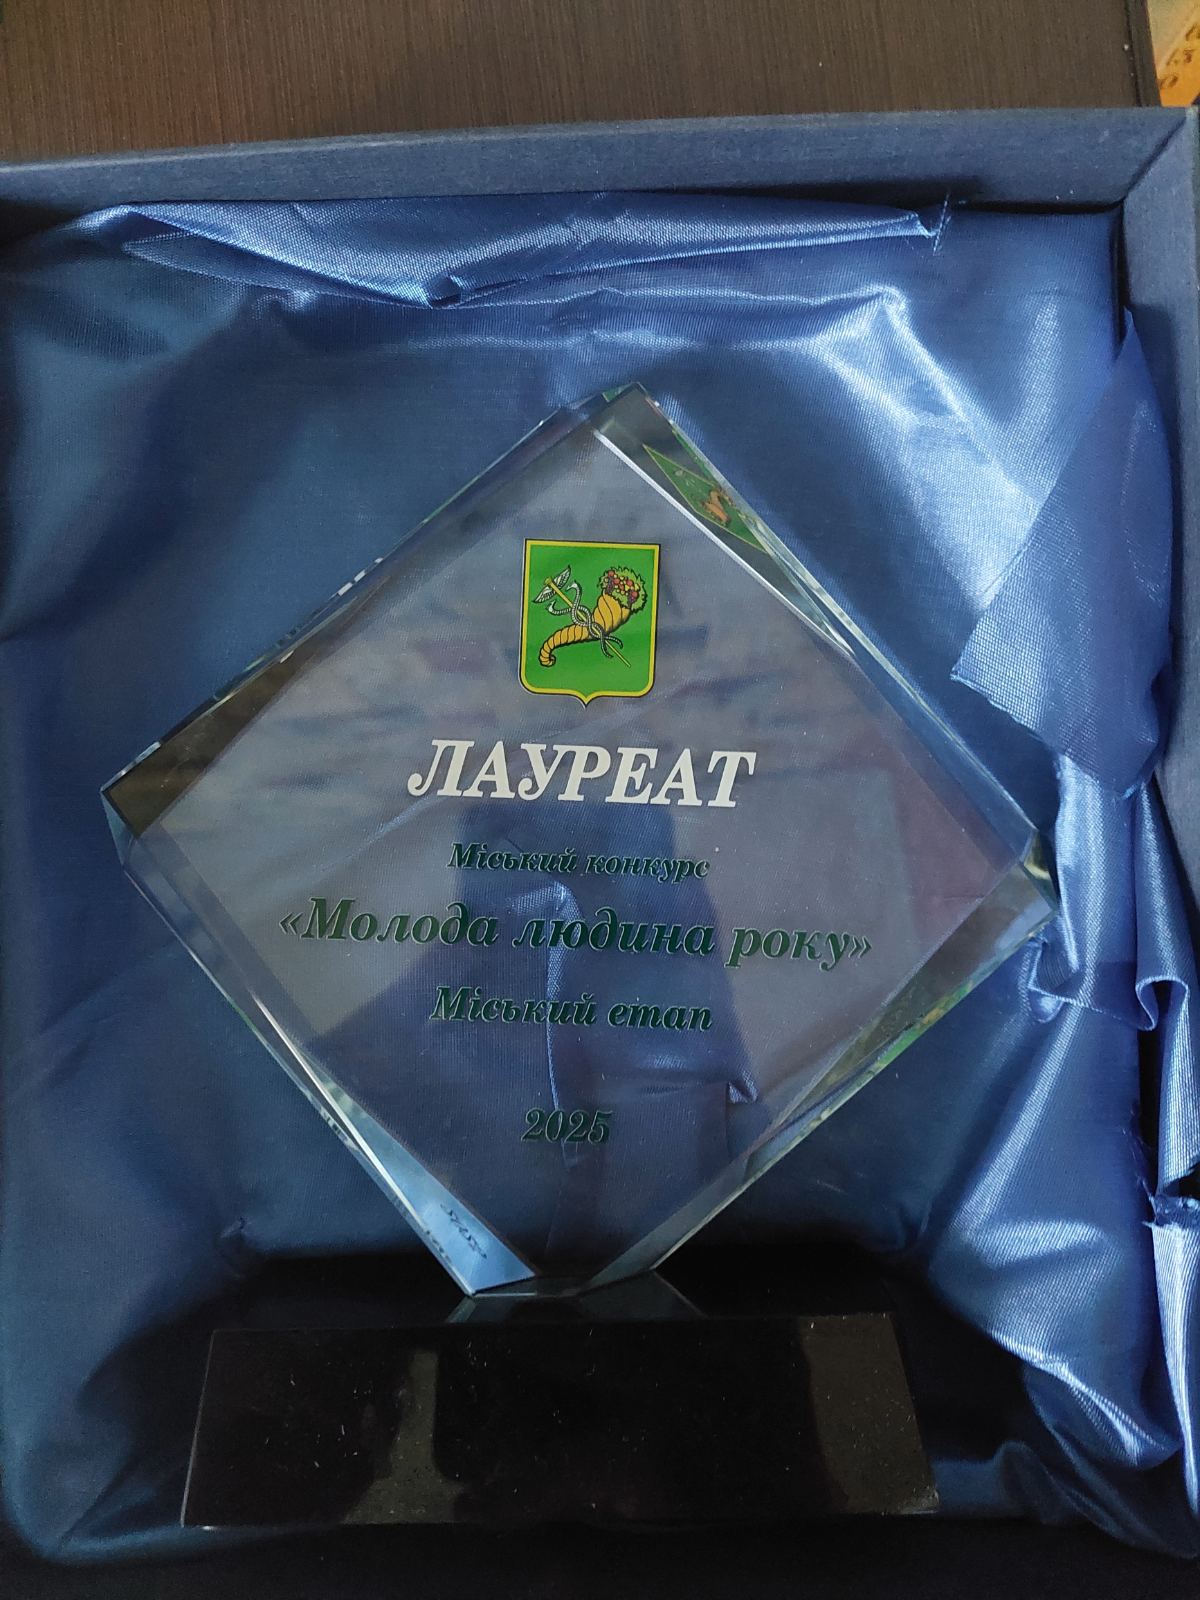 ЛАУРЕАТ
Міський конкурс
«Молода людина року»
Міський етап
2025